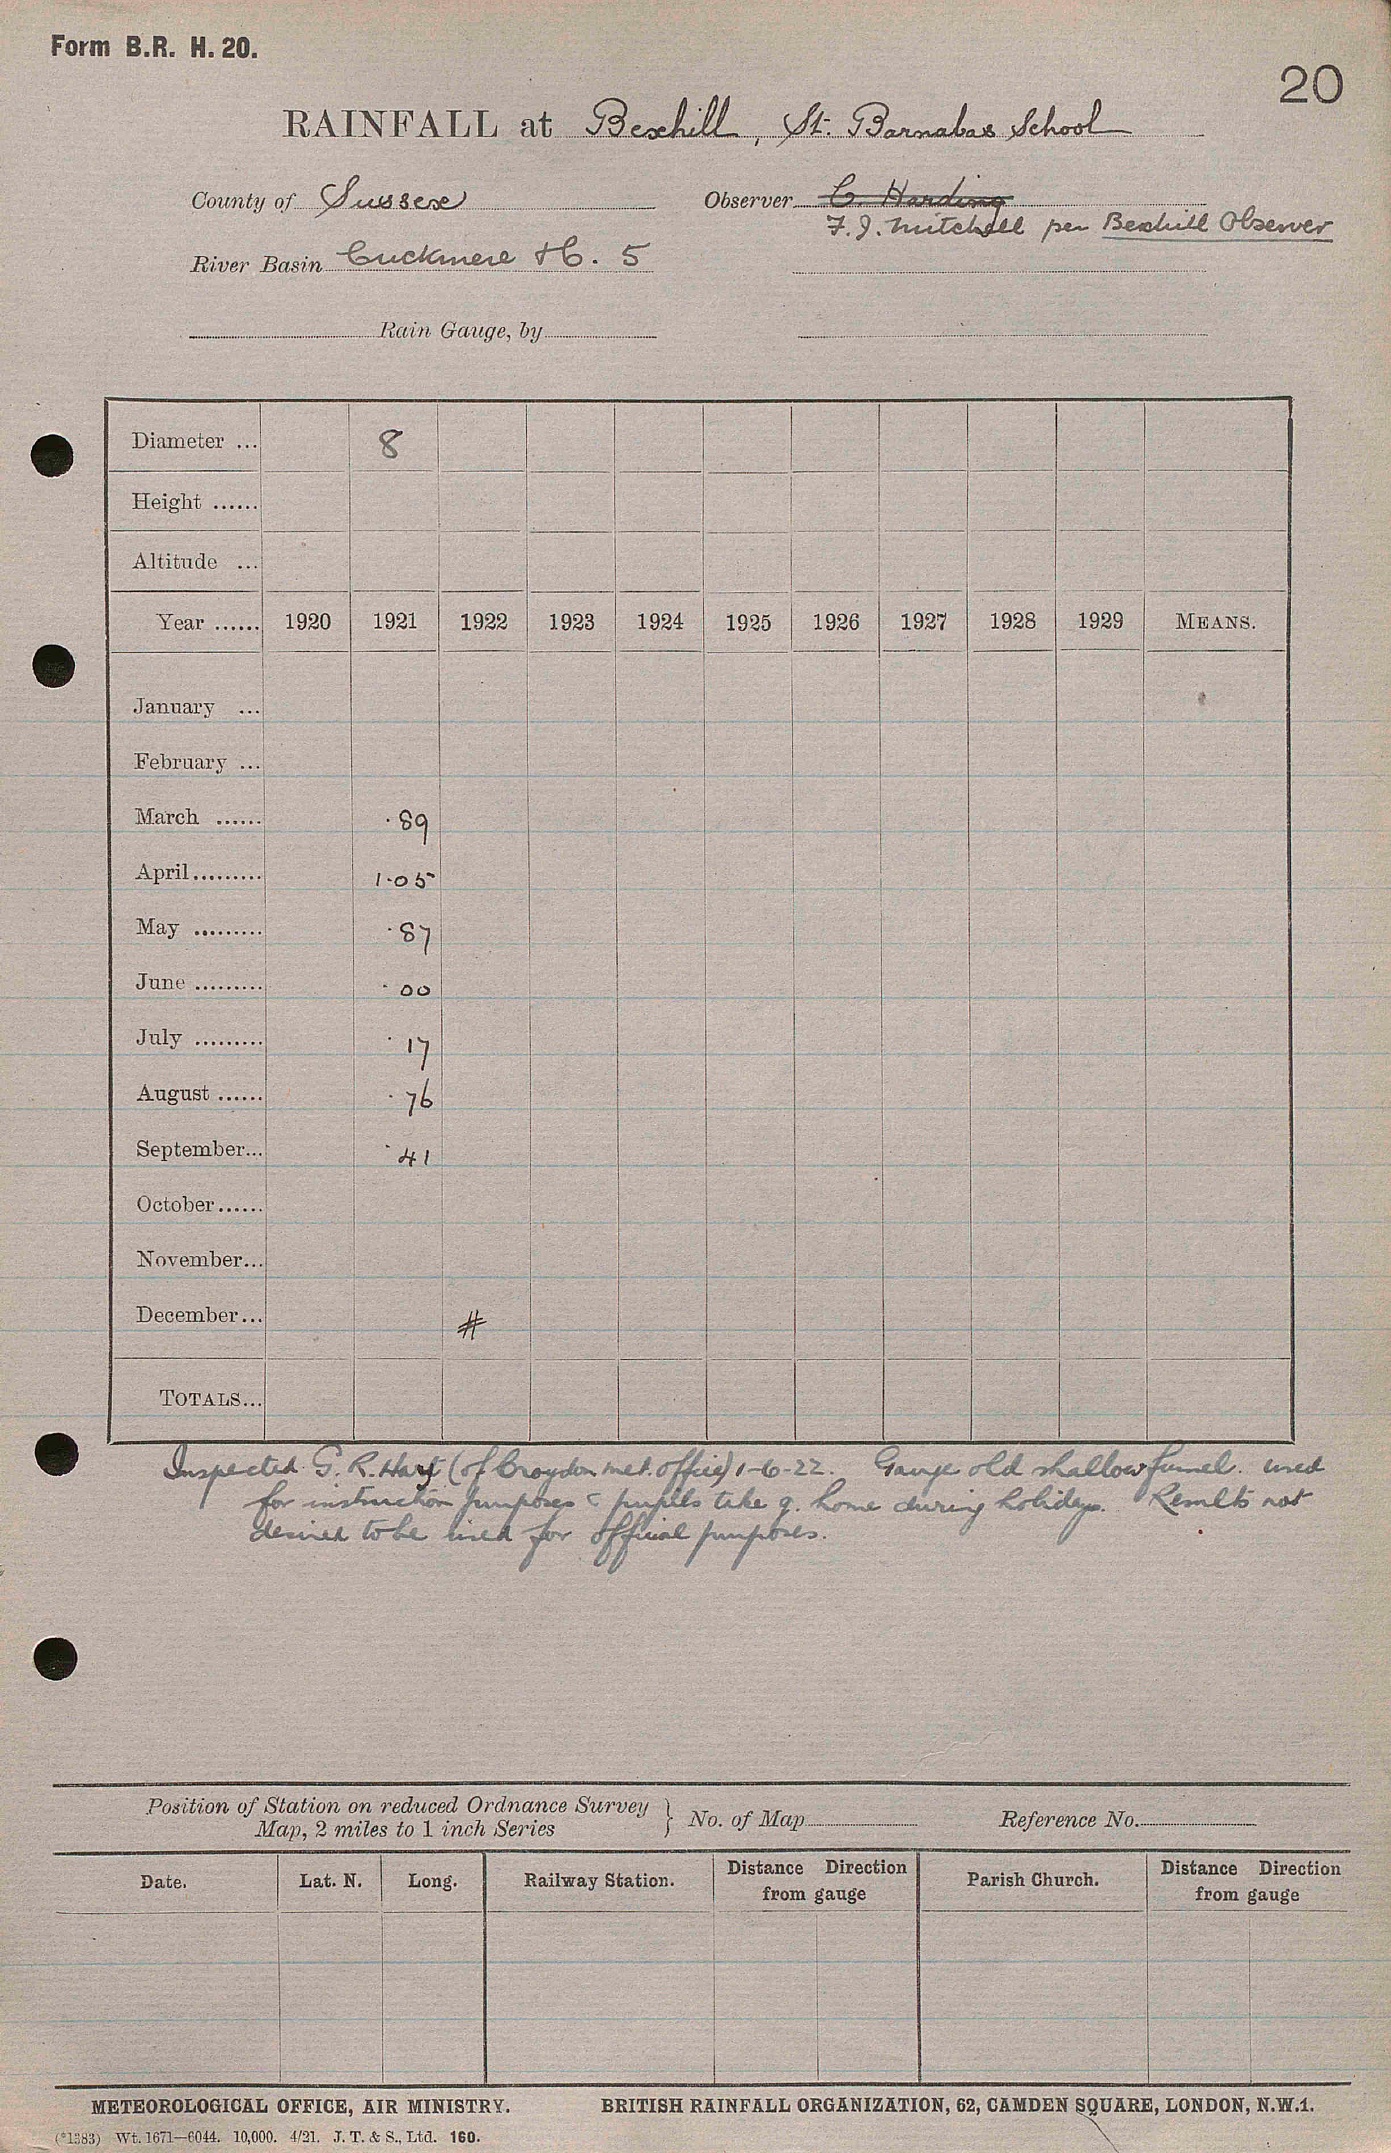 Form B.R. H. 20.
20
RAINFALL at Bexhill, St. Barnabas School
County of Sussex Observer C. Harding
F. J. Mitchell per Bexhill Observer
River Basin Cuckmere &c. 5
Rain Gauge, by
Diameter ... 8
Height ......
Altitude ...
Year ...... 1920 1921 1922 1923 1924 1925 1926 1927 1928 1929 MEANS.
January ...
February ...
March ...... ·89
April ......... 1·05
May ......... ·87
June ......... ·00
July ......... ·17
August ...... ·76
September... ·41
October......
November...
December... #
TOTALS...
Inspected G. R. Hay (of Croydon met. office) 1-6-22. Gauge old shallow funnel. used
for instruction purposes & pupils take g. home during holidays. Results not
desired to be used for official purposes.
Position of Station on reduced Ordnance Survey
Map, 2 miles to 1 inch Series } No. of Map Reference No.
Date. Lat. N. Long. Railway Station. Distance Direction from gauge Parish Church. Distance Direction from gauge
METEOROLOGICAL OFFICE, AIR MINISTRY. BRITISH RAINFALL ORGANIZATION, 62, CAMDEN SQUARE, LONDON, N.W.1.
(*1383) Wt. 1671—6044. 10,000. 4/21. J. T. & S., Ltd. 160.